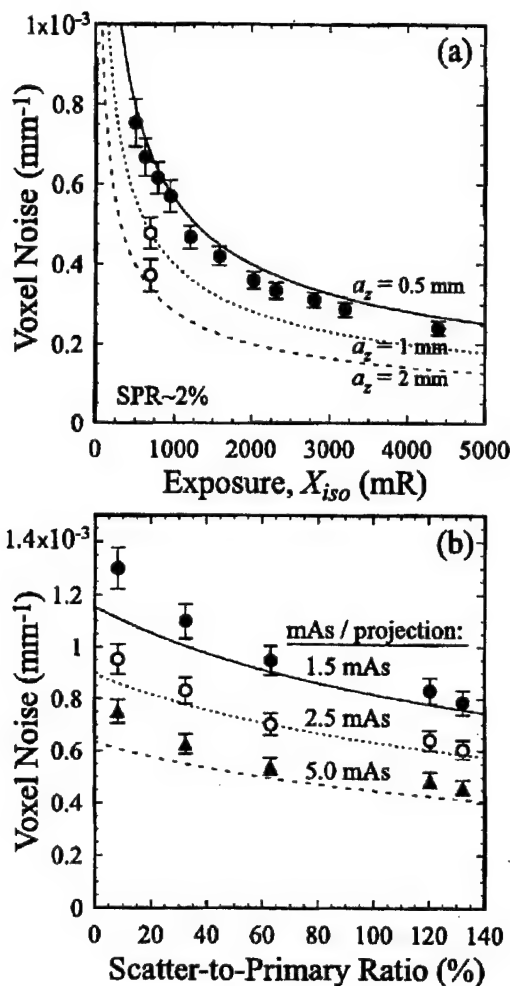 1×10⁻³
(a)
0.8
0.6
0.4
0.2
0
Voxel Noise (mm⁻¹)
a_z = 0.5 mm
a_z = 1 mm
a_z = 2 mm
SPR~2%
0 1000 2000 3000 4000 5000
Exposure, X_iso (mR)
1.4×10⁻³
(b)
1.2
1
0.8
0.6
0.4
0.2
0
Voxel Noise (mm⁻¹)
mAs / projection:
1.5 mAs
2.5 mAs
5.0 mAs
0 20 40 60 80 100 120 140
Scatter-to-Primary Ratio (%)